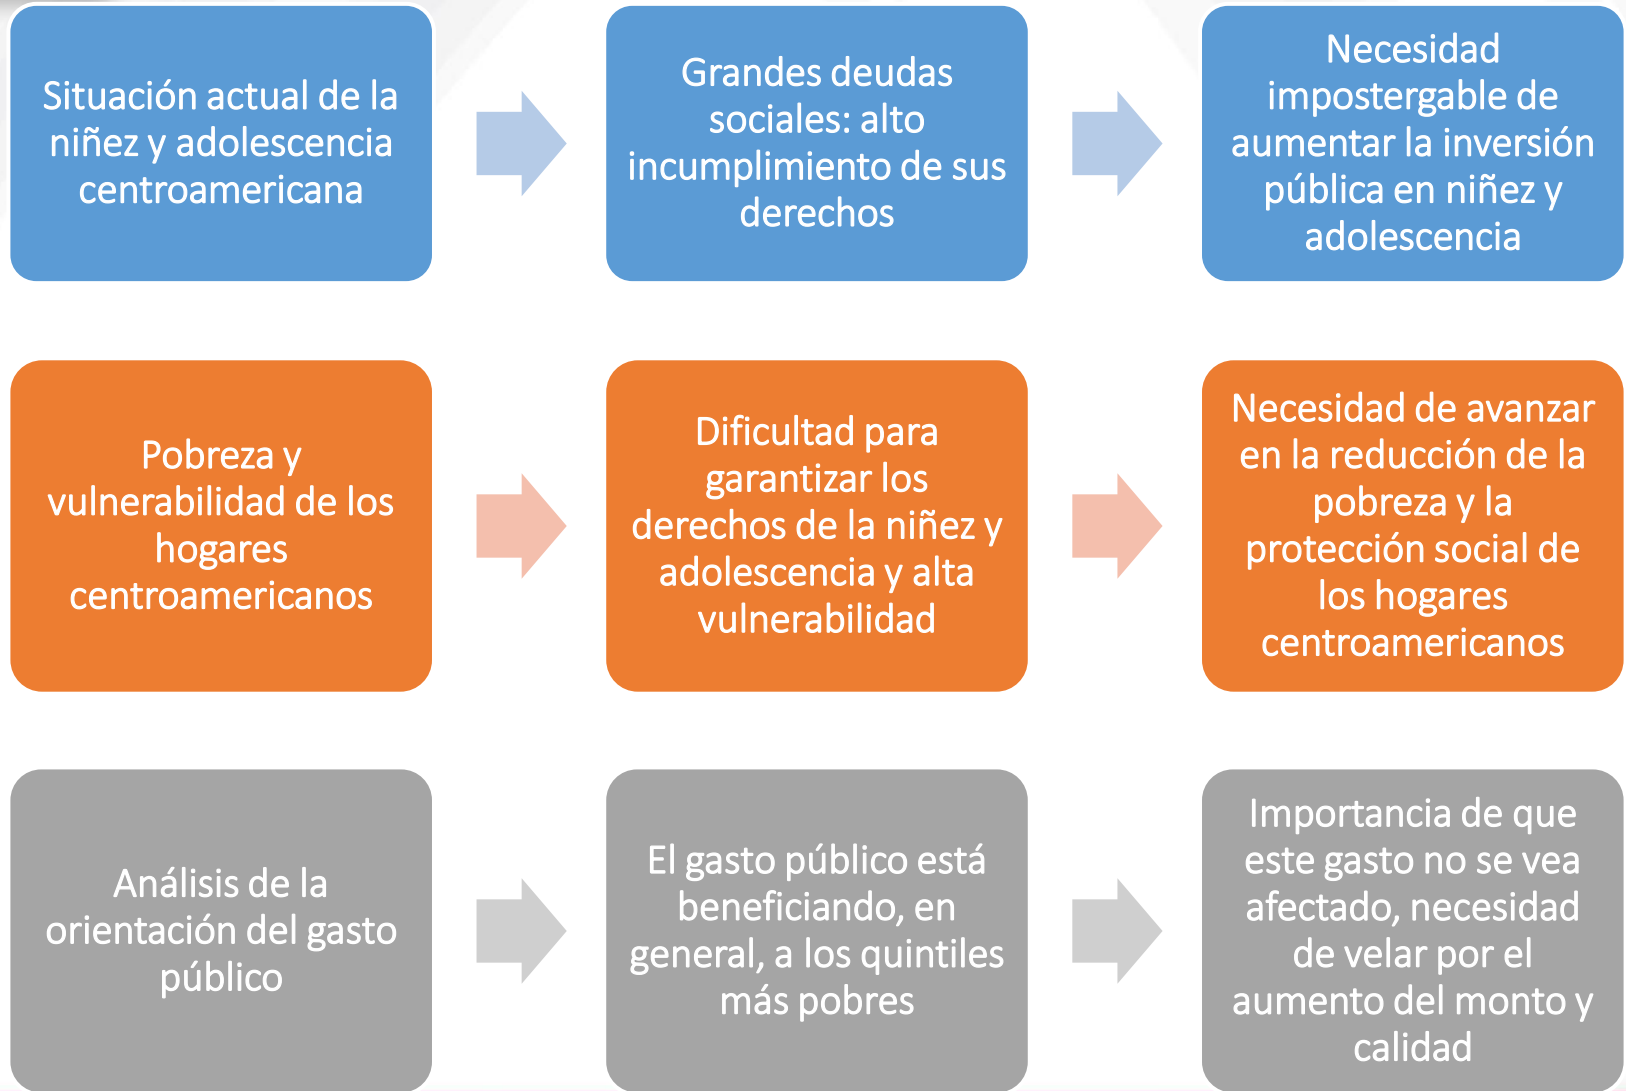 Situación actual de la
niñez y adolescencia
centroamericana
Grandes deudas
sociales: alto
incumplimiento de sus
derechos
Necesidad
impostergable de
aumentar la inversión
pública en niñez y
adolescencia
Pobreza y
vulnerabilidad de los
hogares
centroamericanos
Dificultad para
garantizar los
derechos de la niñez y
adolescencia y alta
vulnerabilidad
Necesidad de avanzar
en la reducción de la
pobreza y la
protección social de
los hogares
centroamericanos
Análisis de la
orientación del gasto
público
El gasto público está
beneficiando, en
general, a los quintiles
más pobres
Importancia de que
este gasto no se vea
afectado, necesidad
de velar por el
aumento del monto y
calidad